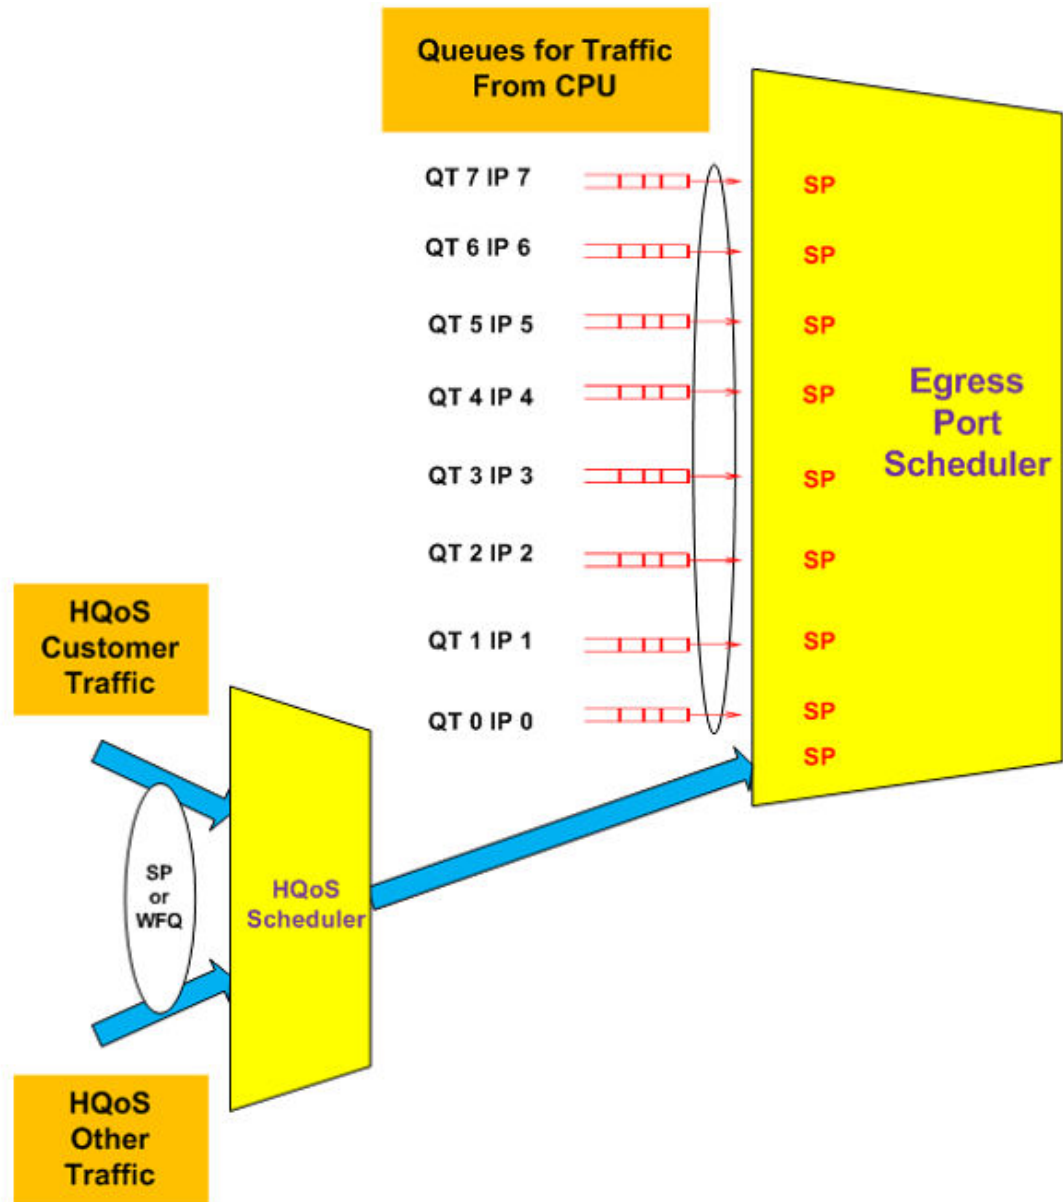 Queues for Traffic
From CPU
QT 7 IP 7
SP
QT 6 IP 6
SP
QT 5 IP 5
SP
QT 4 IP 4
SP
Egress
Port
Scheduler
QT 3 IP 3
SP
QT 2 IP 2
SP
HQoS
Customer
Traffic
QT 1 IP 1
SP
QT 0 IP 0
SP
SP
SP
or
WFQ
HQoS
Scheduler
HQoS
Other
Traffic